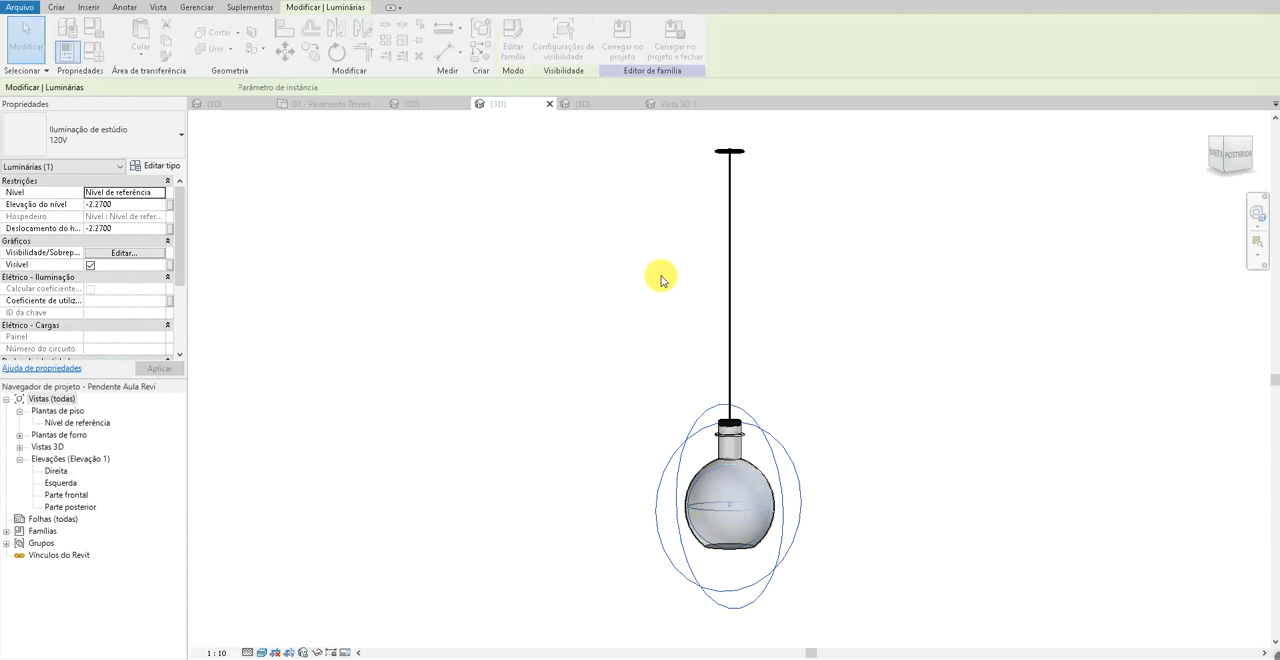 Arquivo Criar Inserir Anotar Vista Gerenciar Suplementos Modificar | Luminárias
Modificar
Colar
Cortar
Unir
Editar família
Configurações de visibilidade
Carregar no projeto
Carregar no projeto e fechar
Selecionar Propriedades Área de transferência Geometria Modificar Medir Criar Modo Visibilidade Editor de família
Modificar | Luminárias Parâmetro de instância
Propriedades
{3D} 01 - Pavimento Térreo {3D} {3D} {3D} Vista 3D 1
Iluminação de estúdio
120V
Luminárias (1) Editar tipo
Restrições
Nível Nível de referência
Elevação do nível -2.2700
Hospedeiro Nível : Nível de refer...
Deslocamento do h... -2.2700
Gráficos
Visibilidade/Sobrep... Editar...
Visível
Elétrico - Iluminação
Calcular coeficiente...
Coeficiente de utiliz...
ID da chave
Elétrico - Cargas
Painel
Número do circuito
Ajuda de propriedades Aplicar
Navegador de projeto - Pendente Aula Revi
Vistas (todas)
Plantas de piso
Nível de referência
Plantas de forro
Vistas 3D
Elevações (Elevação 1)
Direita
Esquerda
Parte frontal
Parte posterior
Folhas (todas)
Famílias
Grupos
Vínculos do Revit
POSTERIOR
1 : 10